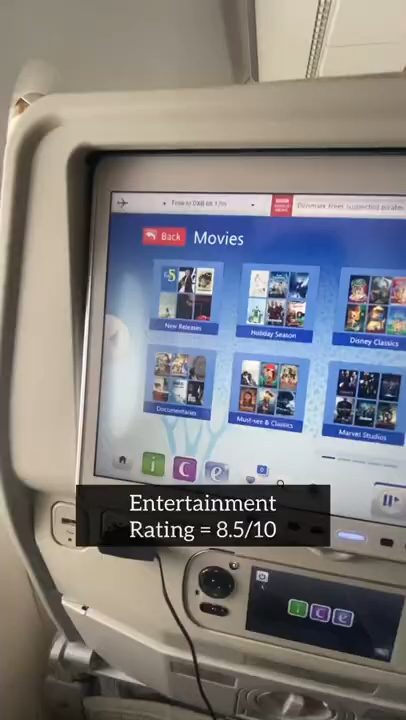 Back
Movies
New Releases
Holiday Season
Disney Classics
Documentaries
Must-see & Classics
Marvel Studios
i c e
Entertainment
Rating = 8.5/10
i c e